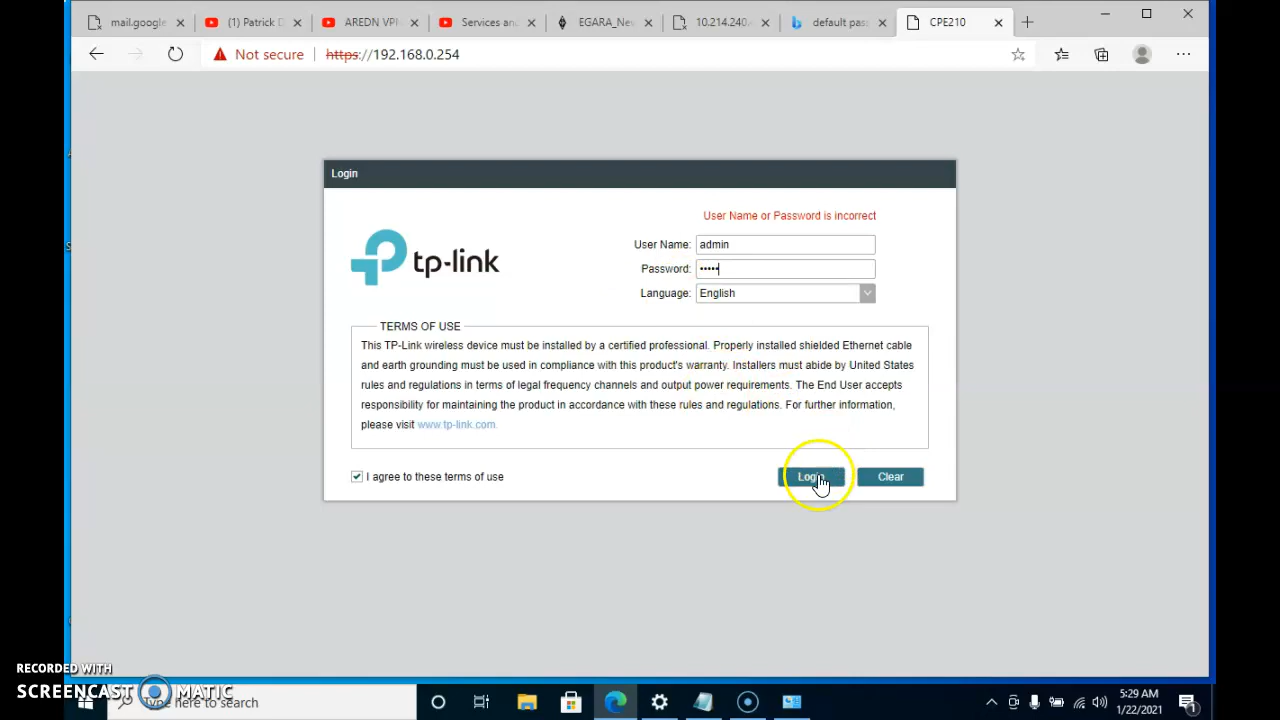 mail.google
(1) Patrick D
AREDN VPN
Services and
EGARA_Nev
10.214.240.
default pas
CPE210
Not secure
https://192.168.0.254
Login
User Name or Password is incorrect
tp-link
User Name: admin
Password: •••••
Language: English
TERMS OF USE
This TP-Link wireless device must be installed by a certified professional. Properly installed shielded Ethernet cable
and earth grounding must be used in compliance with this product's warranty. Installers must abide by United States
rules and regulations in terms of legal frequency channels and output power requirements. The End User accepts
responsibility for maintaining the product in accordance with these rules and regulations. For further information,
please visit www.tp-link.com.
I agree to these terms of use
Login
Clear
RECORDED WITH
SCREENCAST MATIC
Type here to search
5:29 AM
1/22/2021
1